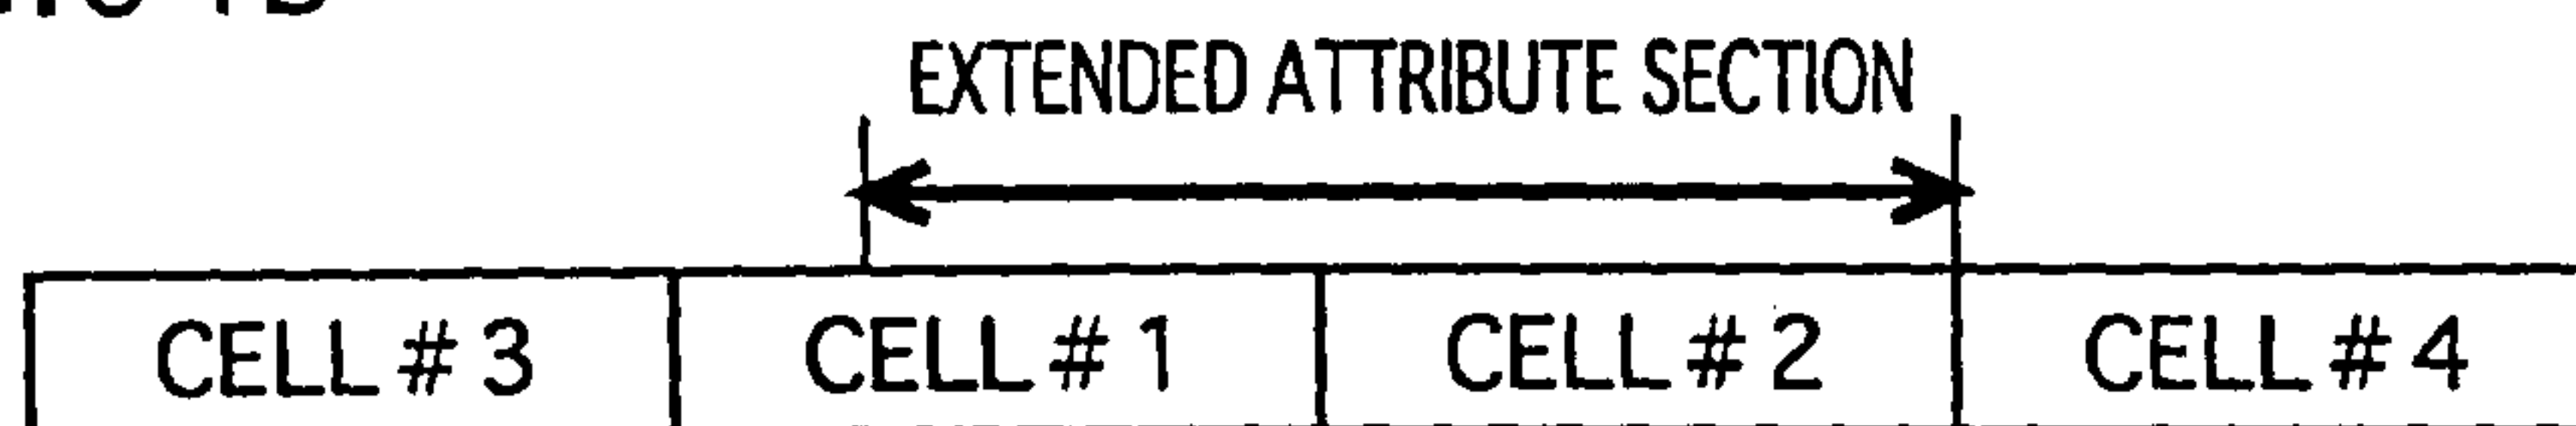 EXTENDED ATTRIBUTE SECTION
CELL #3 CELL #1 CELL #2 CELL #4